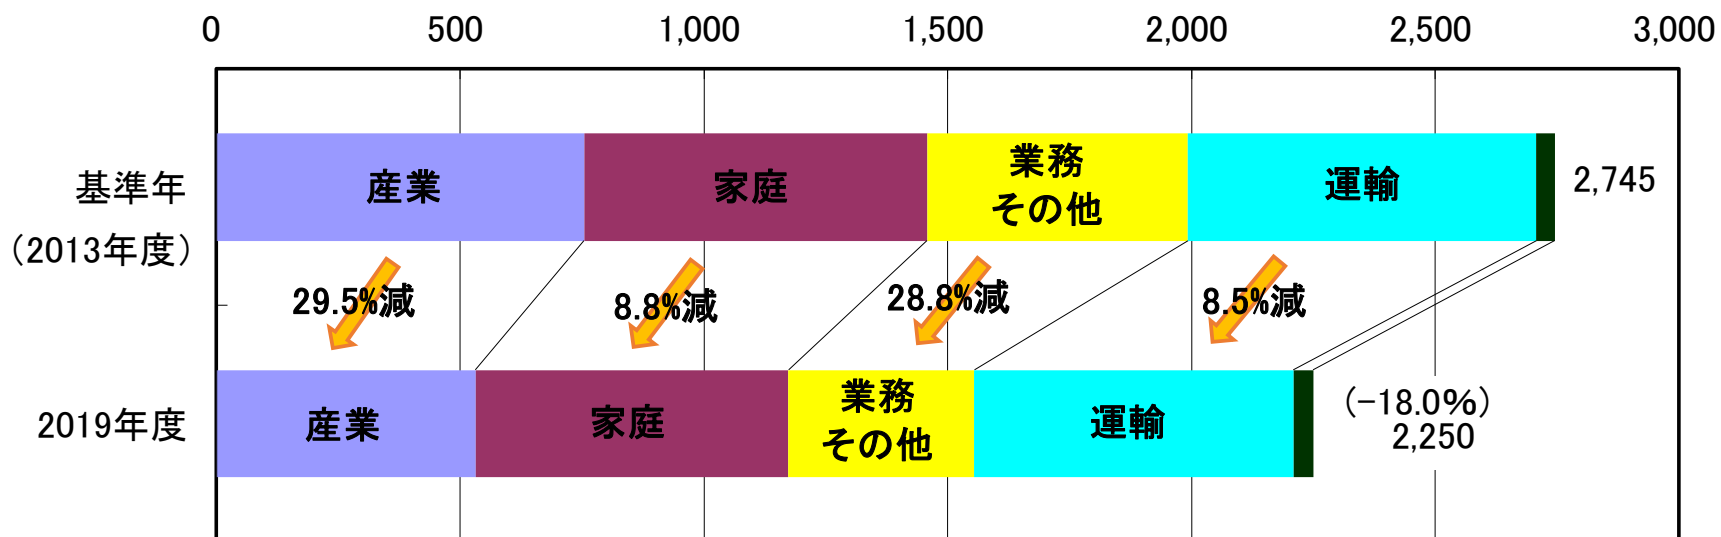 0 500 1,000 1,500 2,000 2,500 3,000
基準年
（2013年度）
産業
家庭
業務
その他
運輸
2,745
29.5%減
8.8%減
28.8%減
8.5%減
2019年度
産業
家庭
業務
その他
運輸
(-18.0%)
2,250